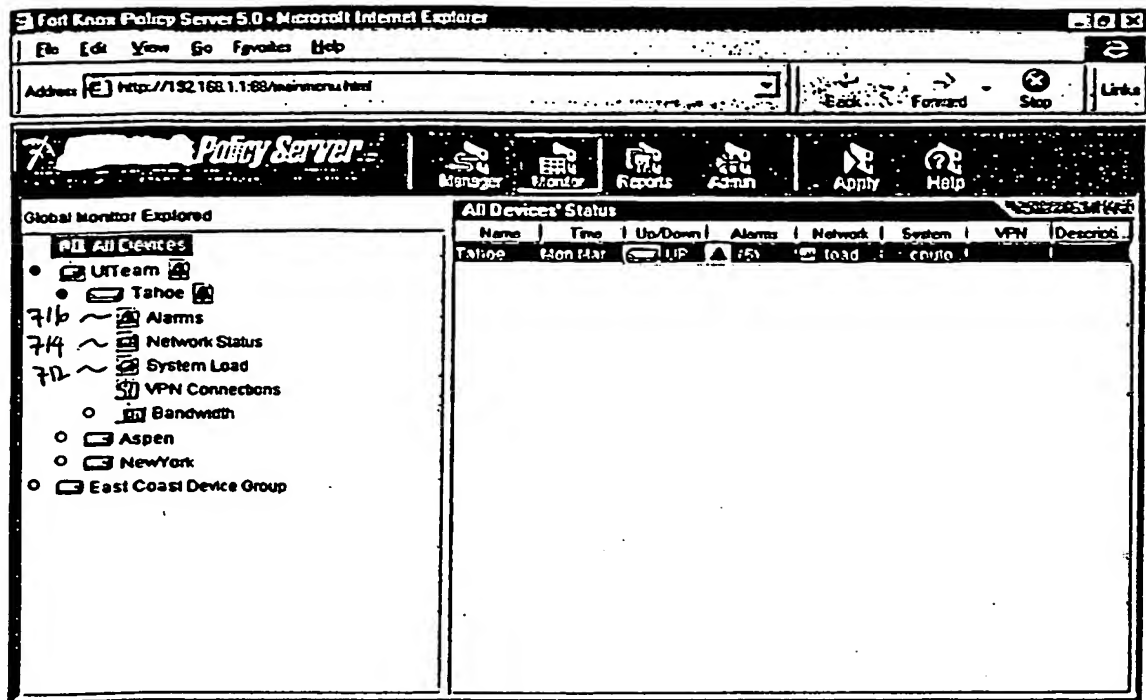 Fort Knox Policy Server 5.0 - Microsoft Internet Explorer
File Edit View Go Favorites Help
Address http://192.168.1.1:88/mainmenu.html Back Forward Stop Links
Policy Server
Manager Monitor Reports Admin Apply Help
Global Monitor Explored
All Devices
UITeam
Tahoe
716 Alarms
714 Network Status
712 System Load
VPN Connections
Bandwidth
Aspen
NewYork
East Coast Device Group
All Devices' Status
Name Time Up/Down Alarms Network System VPN Descripti...
Tahoe Mon Mar UP (5) load